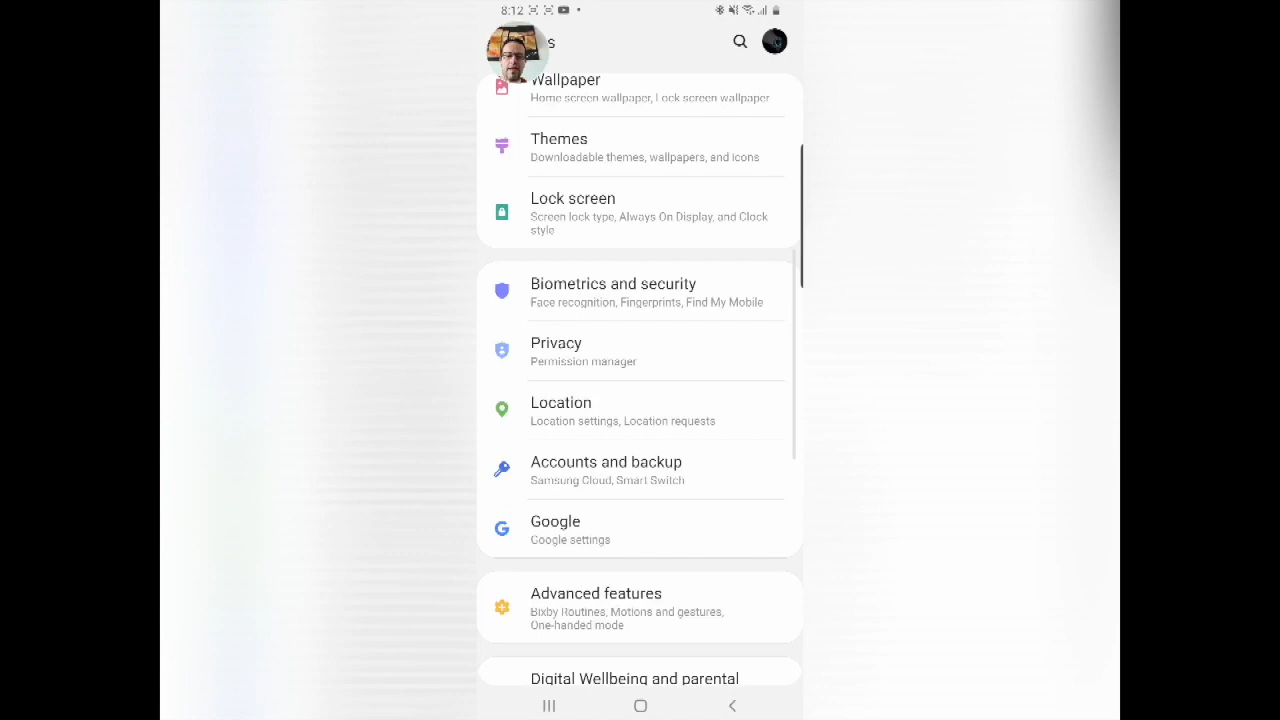 8:12
s
Wallpaper
Home screen wallpaper, Lock screen wallpaper
Themes
Downloadable themes, wallpapers, and icons
Lock screen
Screen lock type, Always On Display, and Clock
style
Biometrics and security
Face recognition, Fingerprints, Find My Mobile
Privacy
Permission manager
Location
Location settings, Location requests
Accounts and backup
Samsung Cloud, Smart Switch
Google
Google settings
Advanced features
Bixby Routines, Motions and gestures,
One-handed mode
Digital Wellbeing and parental